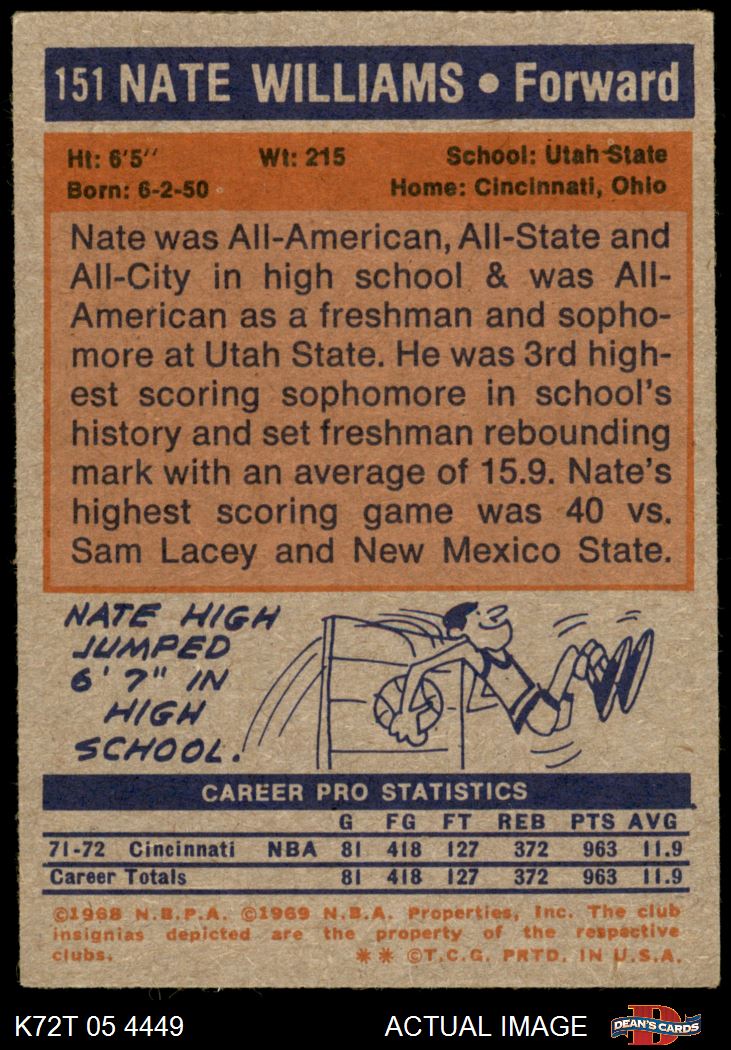 151 NATE WILLIAMS • Forward
Ht: 6'5" Wt: 215 School: Utah State
Born: 6-2-50 Home: Cincinnati, Ohio
Nate was All-American, All-State and
All-City in high school & was All-
American as a freshman and sopho-
more at Utah State. He was 3rd high-
est scoring sophomore in school's
history and set freshman rebounding
mark with an average of 15.9. Nate's
highest scoring game was 40 vs.
Sam Lacey and New Mexico State.
NATE HIGH
JUMPED
6' 7" IN
HIGH
SCHOOL.
CAREER PRO STATISTICS
G FG FT REB PTS AVG
71-72 Cincinnati NBA 81 418 127 372 963 11.9
Career Totals 81 418 127 372 963 11.9
©1968 N.B.P.A. ©1969 N.B.A. Properties, Inc. The club
insignias depicted are the property of the respective
clubs. ** ©T.C.G. PRTD. IN U.S.A.
K72T 05 4449 ACTUAL IMAGE DEAN'S CARDS